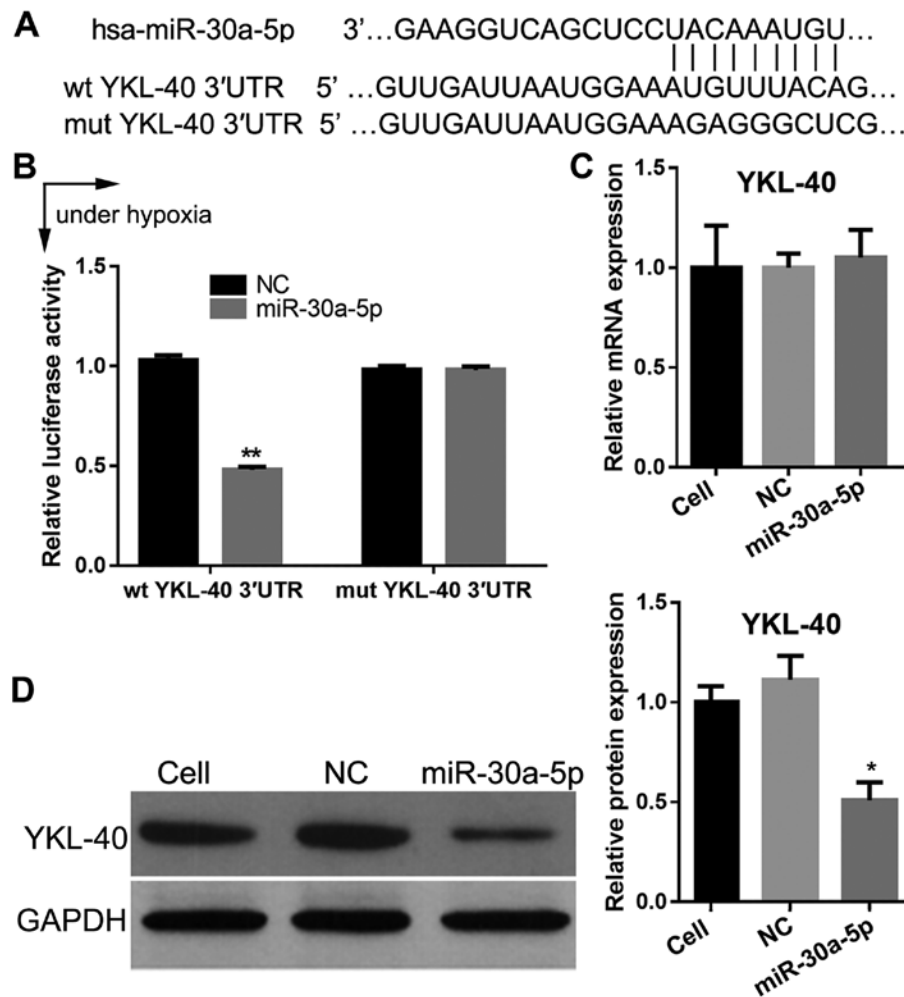 A
hsa-miR-30a-5p 3’…GAAGGUCAGCUCCUACAAAUGU…
wt YKL-40 3′UTR 5’ …GUUGAUUAAUGGAAAUGUUUACAG…
mut YKL-40 3′UTR 5’ …GUUGAUUAAUGGAAAGAGGGCUCG…
B
under hypoxia
Relative luciferase activity
1.5
1.0
0.5
0.0
NC
miR-30a-5p
**
wt YKL-40 3′UTR mut YKL-40 3′UTR
C
YKL-40
Relative mRNA expression
1.5
1.0
0.5
0.0
Cell NC miR-30a-5p
YKL-40
Relative protein expression
1.5
1.0
0.5
0.0
*
Cell NC miR-30a-5p
D
Cell NC miR-30a-5p
YKL-40
GAPDH